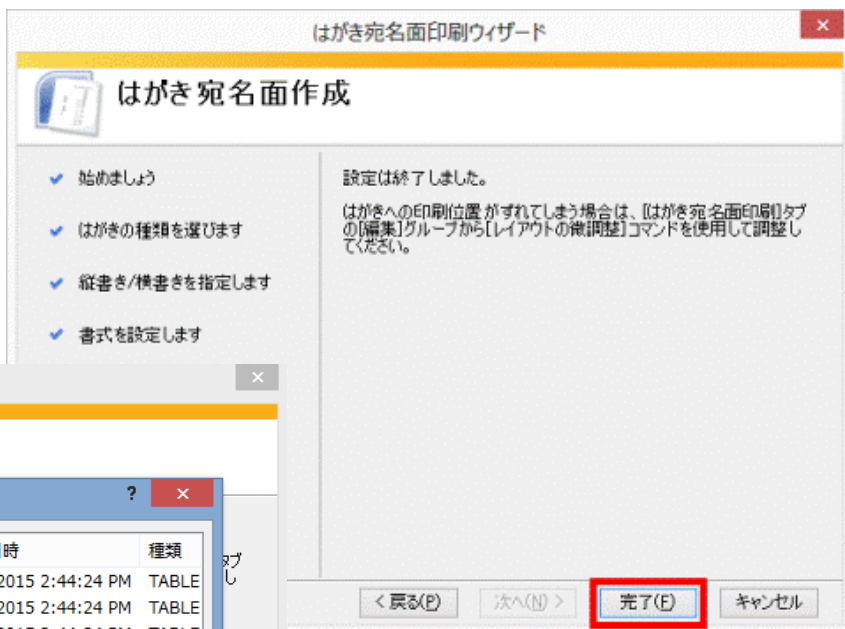 はがき宛名面印刷ウィザード
はがき宛名面作成
始めましょう
はがきの種類を選びます
縦書き/横書きを指定します
書式を設定します
設定は終了しました。
はがきへの印刷位置がずれてしまう場合は、[はがき宛名面印刷]タブ
の[編集]グループから[レイアウトの微調整]コマンドを使用して調整し
てください。
?
時
種類
タブ
し
2015 2:44:24 PM TABLE
2015 2:44:24 PM TABLE
< 戻る(P)
次へ(N) >
完了(F)
キャンセル